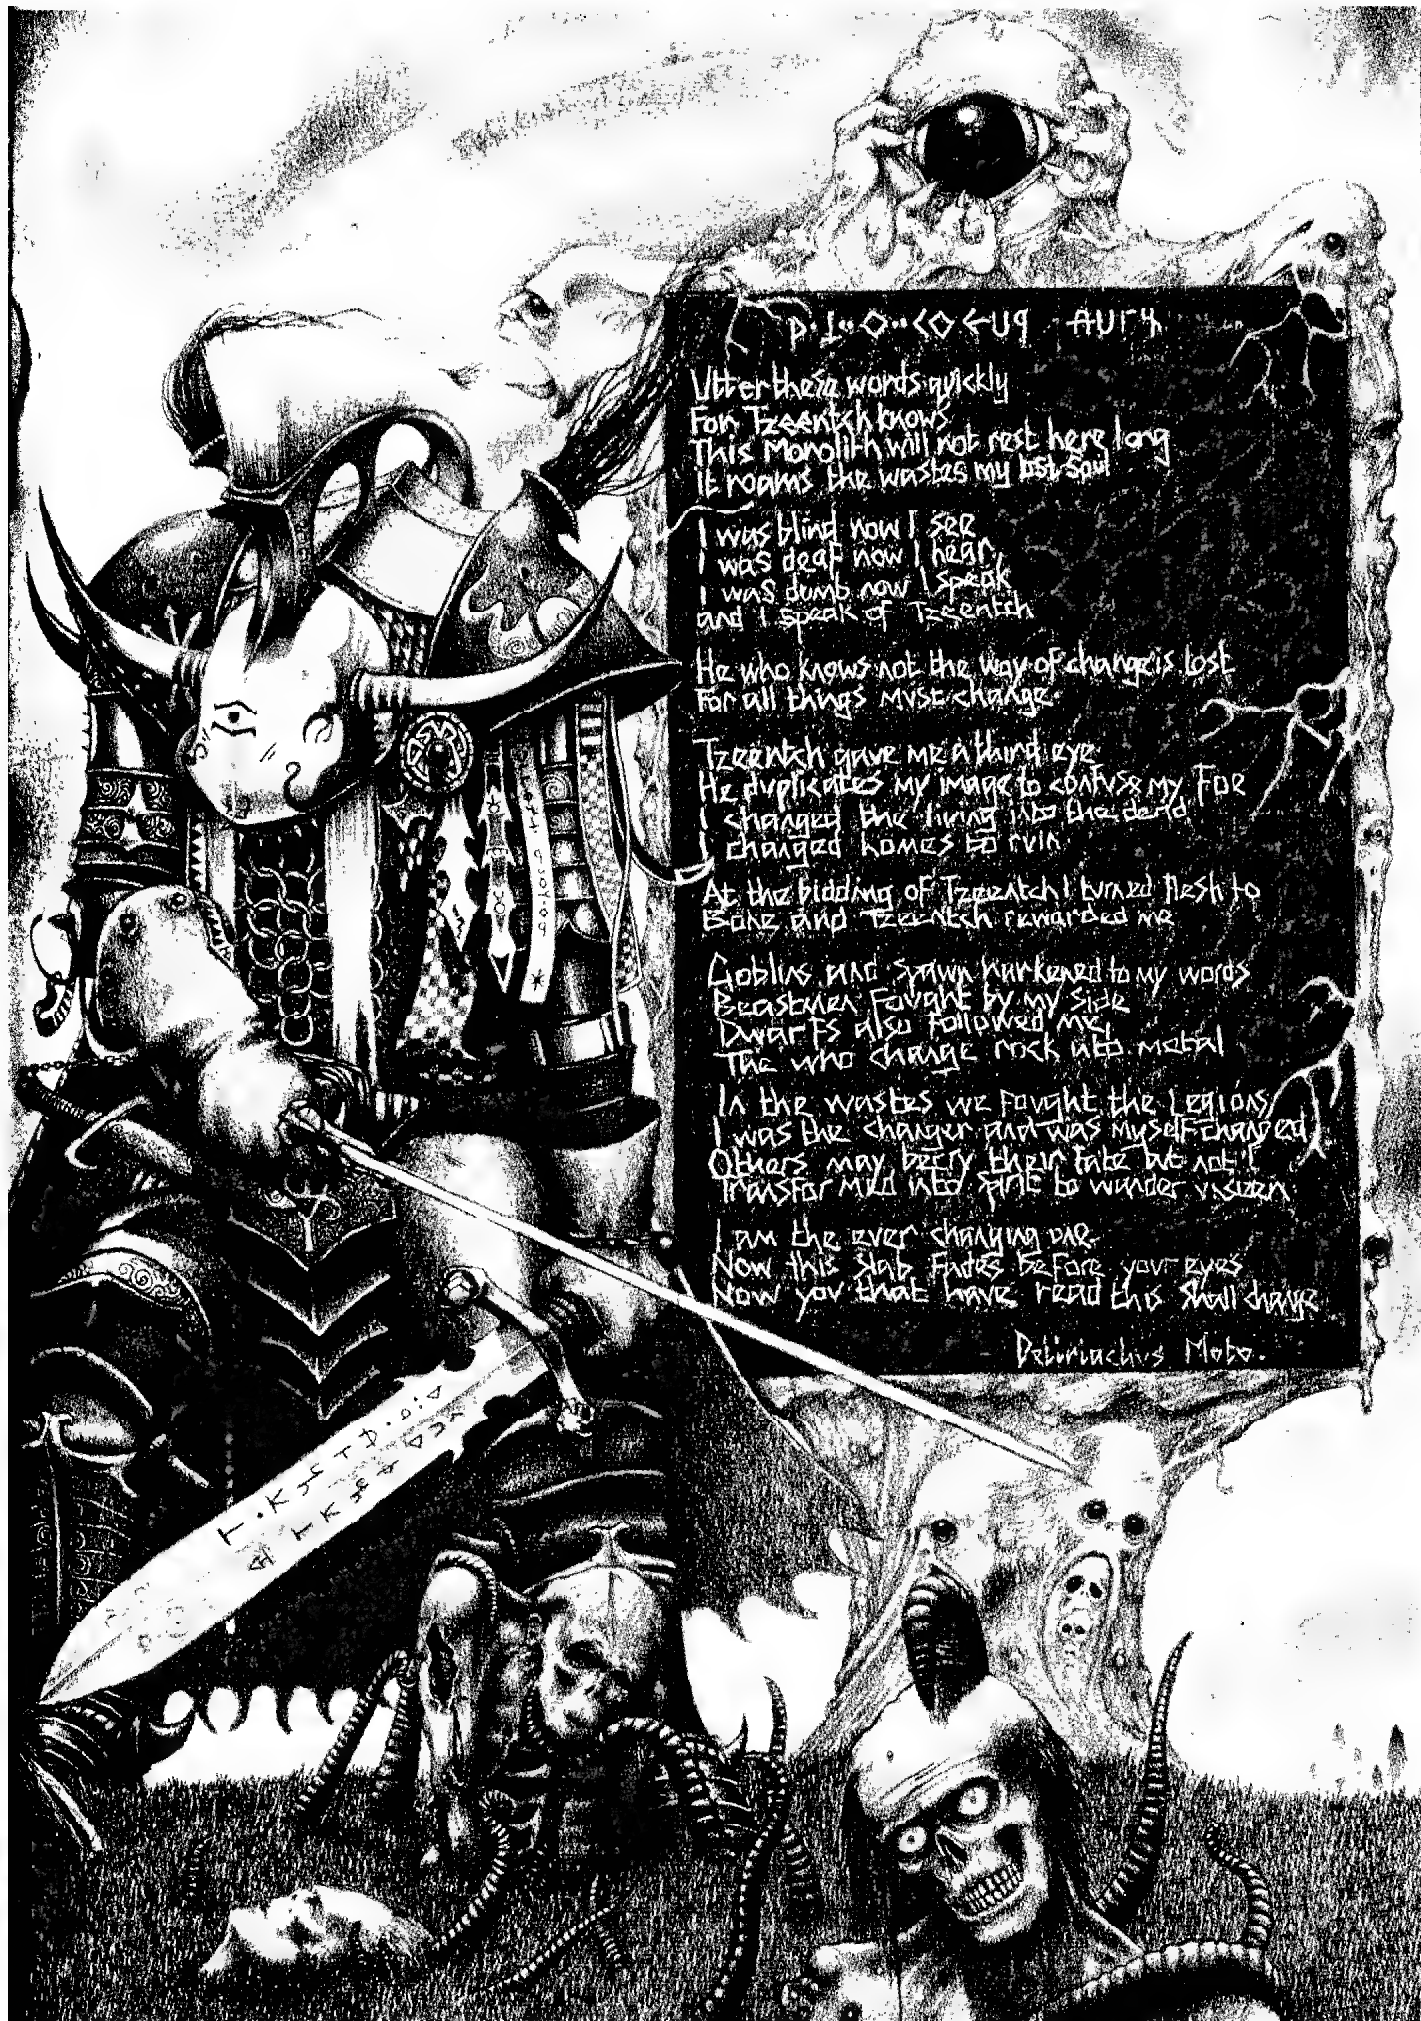 Utter these words quickly
For Tzeentch knows
This Monolith will not rest here long
it roams the wastes my lost soul
I was blind now I see
I was deaf now I hear,
I was dumb now I speak
and I speak of Tzeentch
He who knows not the way of change is lost
For all things must change
Tzeentch gave me a third eye
He duplicates my image to confuse my Foe
I changed the living into the dead
I changed homes to ruin
At the bidding of Tzeentch I turned flesh to
Bone and Tzeentch rewarded me
Goblins and Spawn harkened to my words
Beastmen Fought by my side
Dwarfs also followed me,
The who change rock into metal
In the wastes we fought the Legions
I was the changer and was myself changed
Others may their Fate but not I
Transformed into to wander
I am the ever changing one.
Now this Slab Fades before your eyes
Now you that have read this Shall change
Moto.